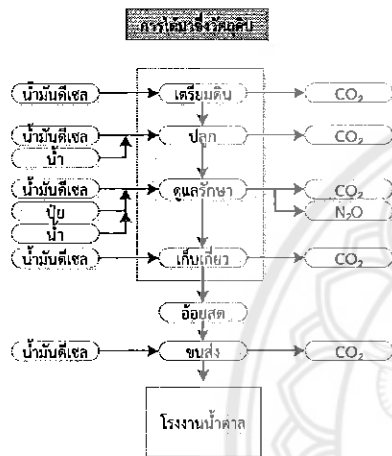 การได้มาซึ่งวัตถุดิบ
น้ำมันดีเซล เตรียมดิน CO₂
น้ำมันดีเซล ปลูก CO₂
น้ำ
น้ำมันดีเซล ดูแลรักษา CO₂
ปุ๋ย N₂O
น้ำ
น้ำมันดีเซล เก็บเกี่ยว CO₂
อ้อยสด
น้ำมันดีเซล ขนส่ง CO₂
โรงงานน้ำตาล